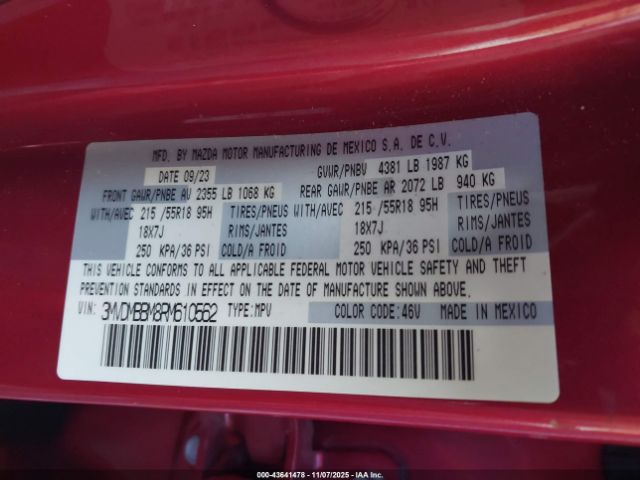 MFD. BY MAZDA MOTOR MANUFACTURING DE MEXICO S.A. DE C.V.
DATE 09/23 GVWR/PNBV 4381 LB 1987 KG
FRONT GAWR/PNBE AV 2355 LB 1068 KG REAR GAWR/PNBE AR 2072 LB 940 KG
WITH/AVEC 215 /55R18 95H TIRES/PNEUS WITH/AVEC 215 /55R18 95H TIRES/PNEUS
18X7J RIMS/JANTES 18X7J RIMS/JANTES
250 KPA/36 PSI COLD/A FROID 250 KPA/36 PSI COLD/A FROID
THIS VEHICLE CONFORMS TO ALL APPLICABLE FEDERAL MOTOR VEHICLE SAFETY AND THEFT
PREVENTION STANDARDS IN EFFECT ON THE DATE OF MANUFACTURE SHOWN ABOVE.
VIN: 3MVDMBBM8RM610562 TYPE:MPV COLOR CODE:46V MADE IN MEXICO
000-43641478 - 11/07/2025 - IAA Inc.